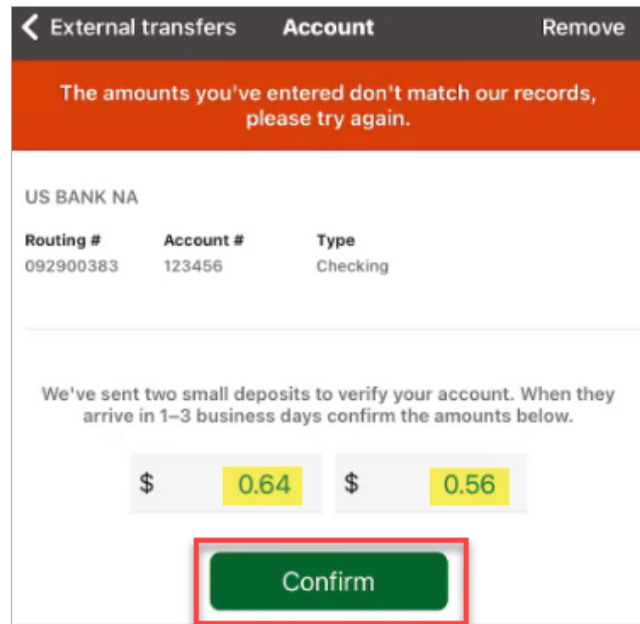 External transfers Account Remove
The amounts you've entered don't match our records,
please try again.
US BANK NA
Routing # Account # Type
092900383 123456 Checking
We've sent two small deposits to verify your account. When they
arrive in 1–3 business days confirm the amounts below.
$ 0.64 $ 0.56
Confirm